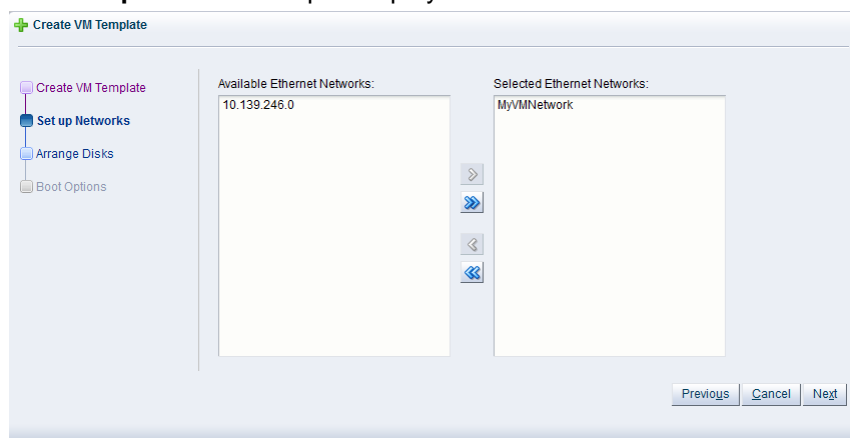 Create VM Template
Create VM Template
Set up Networks
Arrange Disks
Boot Options
Available Ethernet Networks:
10.139.246.0
Selected Ethernet Networks:
MyVMNetwork
Previous
Cancel
Next